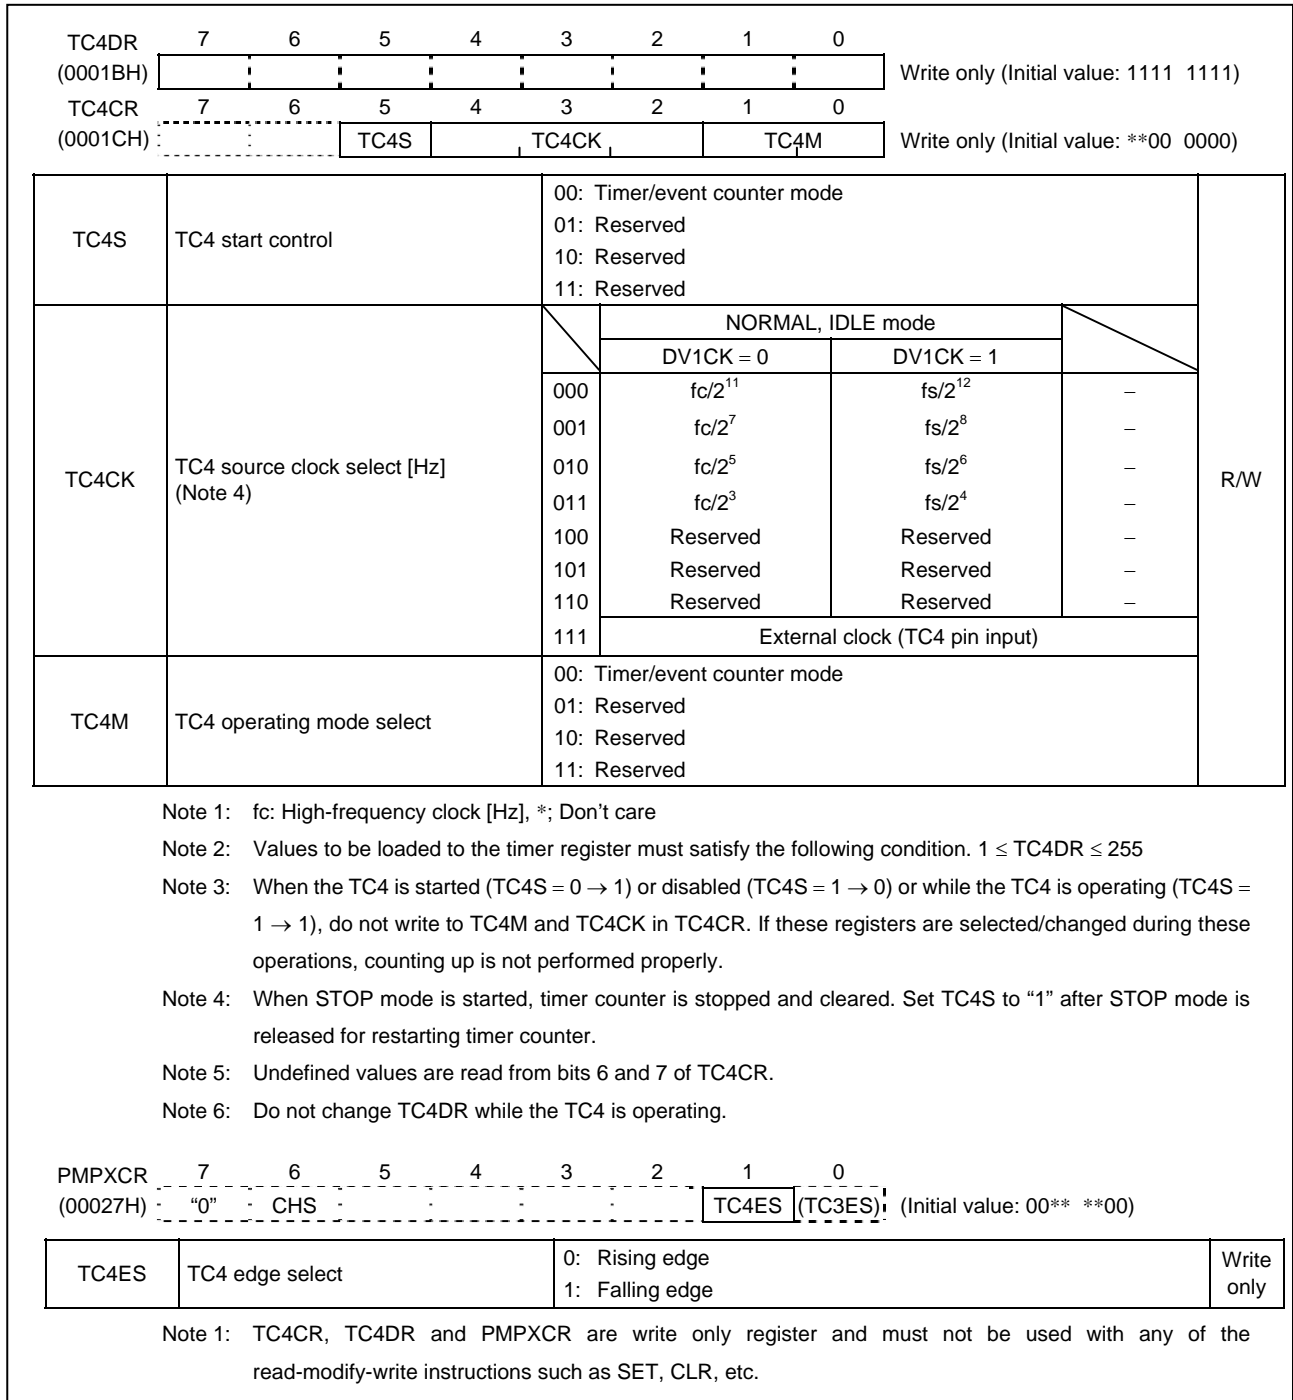 TC4DR 7 6 5 4 3 2 1 0
(0001BH) Write only (Initial value: 1111 1111)
TC4CR 7 6 5 4 3 2 1 0
(0001CH) TC4S TC4CK TC4M Write only (Initial value: **00 0000)
TC4S TC4 start control 00: Timer/event counter mode
01: Reserved
10: Reserved
11: Reserved
NORMAL, IDLE mode
DV1CK = 0 DV1CK = 1
000 fc/2^11 fs/2^12 –
001 fc/2^7 fs/2^8 –
TC4CK TC4 source clock select [Hz] (Note 4) 010 fc/2^5 fs/2^6 – R/W
011 fc/2^3 fs/2^4 –
100 Reserved Reserved –
101 Reserved Reserved –
110 Reserved Reserved –
111 External clock (TC4 pin input)
TC4M TC4 operating mode select 00: Timer/event counter mode
01: Reserved
10: Reserved
11: Reserved
Note 1: fc: High-frequency clock [Hz], *; Don't care
Note 2: Values to be loaded to the timer register must satisfy the following condition. 1 ≤ TC4DR ≤ 255
Note 3: When the TC4 is started (TC4S = 0 → 1) or disabled (TC4S = 1 → 0) or while the TC4 is operating (TC4S =
1 → 1), do not write to TC4M and TC4CK in TC4CR. If these registers are selected/changed during these
operations, counting up is not performed properly.
Note 4: When STOP mode is started, timer counter is stopped and cleared. Set TC4S to “1” after STOP mode is
released for restarting timer counter.
Note 5: Undefined values are read from bits 6 and 7 of TC4CR.
Note 6: Do not change TC4DR while the TC4 is operating.
PMPXCR 7 6 5 4 3 2 1 0
(00027H) “0” CHS TC4ES (TC3ES) (Initial value: 00** **00)
TC4ES TC4 edge select 0: Rising edge Write only
1: Falling edge
Note 1: TC4CR, TC4DR and PMPXCR are write only register and must not be used with any of the
read-modify-write instructions such as SET, CLR, etc.